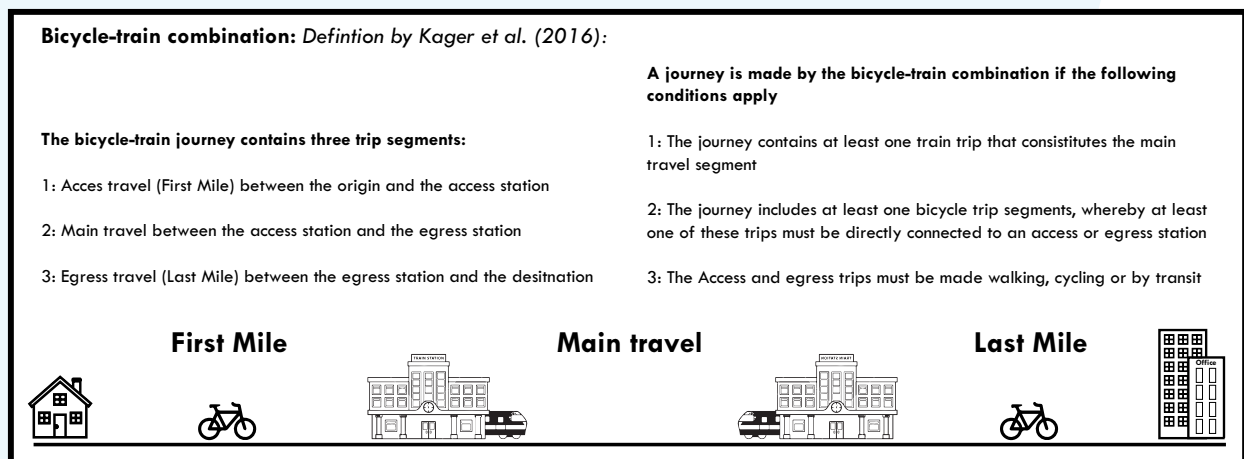 Bicycle-train combination: Defintion by Kager et al. (2016):
The bicycle-train journey contains three trip segments:
1: Acces travel (First Mile) between the origin and the access station
2: Main travel between the access station and the egress station
3: Egress travel (Last Mile) between the egress station and the desitnation
A journey is made by the bicycle-train combination if the following
conditions apply
1: The journey contains at least one train trip that consistitutes the main
travel segment
2: The journey includes at least one bicycle trip segments, whereby at least
one of these trips must be directly connected to an access or egress station
3: The Access and egress trips must be made walking, cycling or by transit
First Mile
Main travel
Last Mile
TRAIN STATION
Office